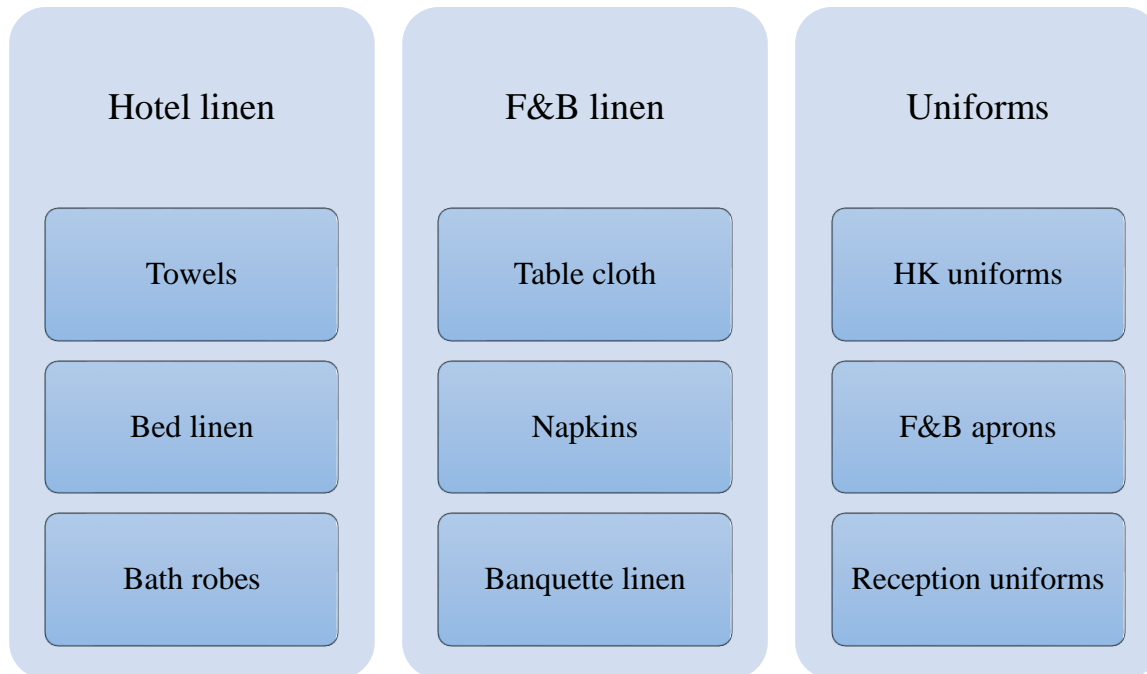 Hotel linen
Towels
Bed linen
Bath robes
F&B linen
Table cloth
Napkins
Banquette linen
Uniforms
HK uniforms
F&B aprons
Reception uniforms